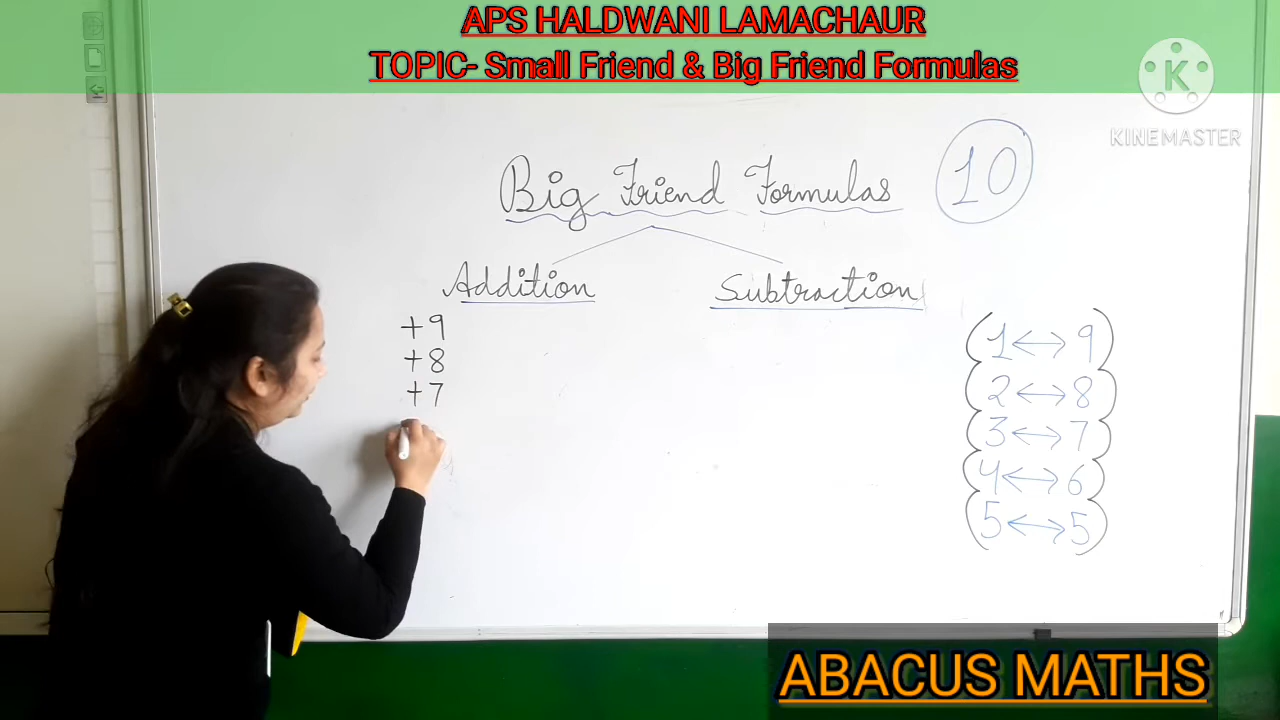 APS HALDWANI LAMACHAUR
TOPIC- Small Friend & Big Friend Formulas
K
KINEMASTER
Big Friend Formulas 10
Addition Subtraction
+9
+8
+7
(1↔9)
(2↔8)
(3↔7)
(4↔6)
(5↔5)
ABACUS MATHS